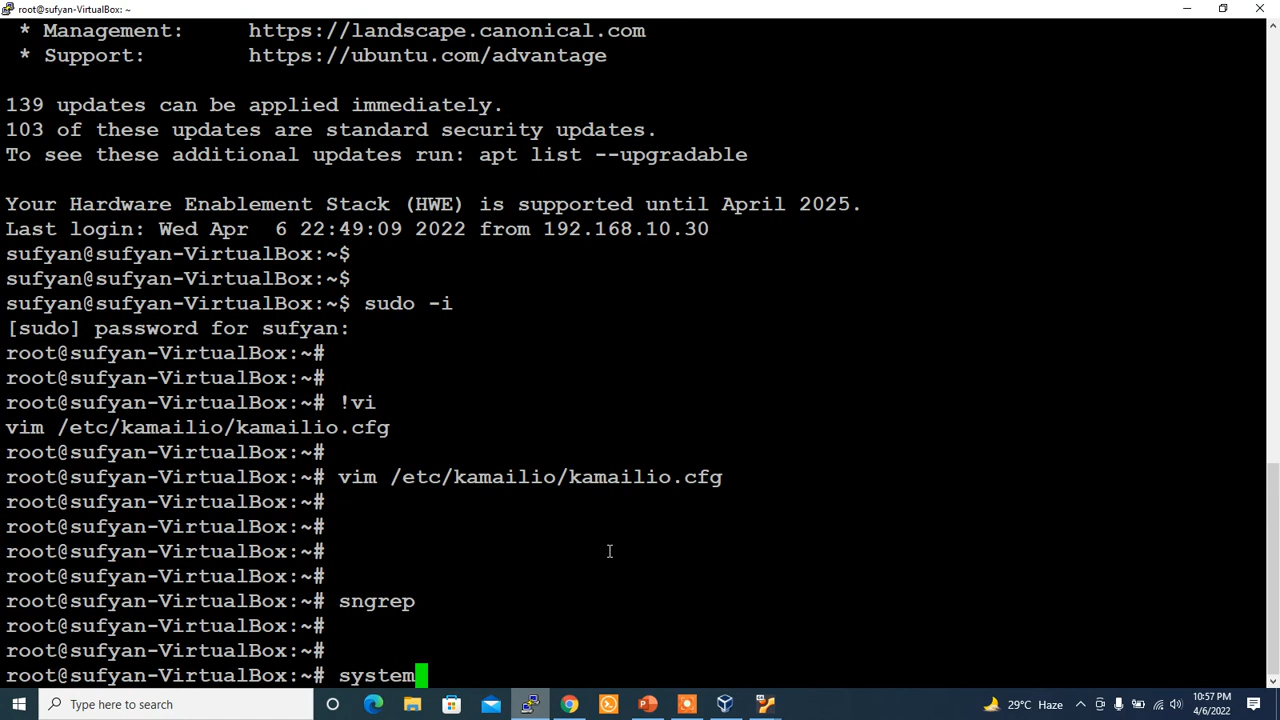 root@sufyan-VirtualBox: ~
* Management:     https://landscape.canonical.com
* Support:        https://ubuntu.com/advantage
139 updates can be applied immediately.
103 of these updates are standard security updates.
To see these additional updates run: apt list --upgradable
Your Hardware Enablement Stack (HWE) is supported until April 2025.
Last login: Wed Apr  6 22:49:09 2022 from 192.168.10.30
sufyan@sufyan-VirtualBox:~$
sufyan@sufyan-VirtualBox:~$
sufyan@sufyan-VirtualBox:~$ sudo -i
[sudo] password for sufyan:
root@sufyan-VirtualBox:~#
root@sufyan-VirtualBox:~#
root@sufyan-VirtualBox:~# !vi
vim /etc/kamailio/kamailio.cfg
root@sufyan-VirtualBox:~#
root@sufyan-VirtualBox:~# vim /etc/kamailio/kamailio.cfg
root@sufyan-VirtualBox:~#
root@sufyan-VirtualBox:~#
root@sufyan-VirtualBox:~#
root@sufyan-VirtualBox:~#
root@sufyan-VirtualBox:~# sngrep
root@sufyan-VirtualBox:~#
root@sufyan-VirtualBox:~#
root@sufyan-VirtualBox:~# system
Type here to search
29°C Haze
10:57 PM
4/6/2022